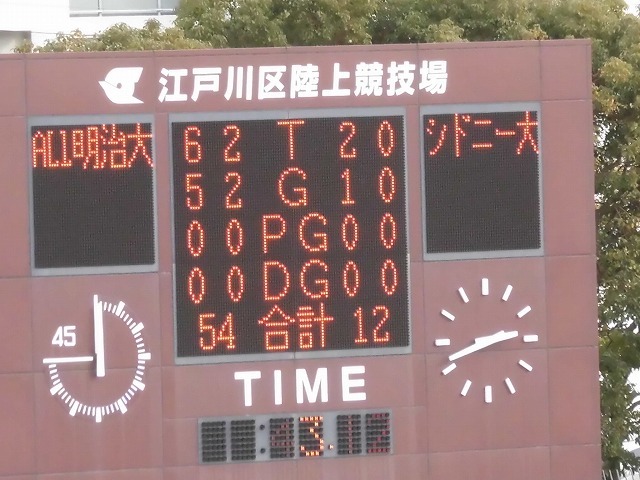 江戸川区陸上競技場
ALL明治大
シドニー大
6 2 T 2 0
5 2 G 1 0
0 0 PG 0 0
0 0 DG 0 0
54 合計 12
45
TIME